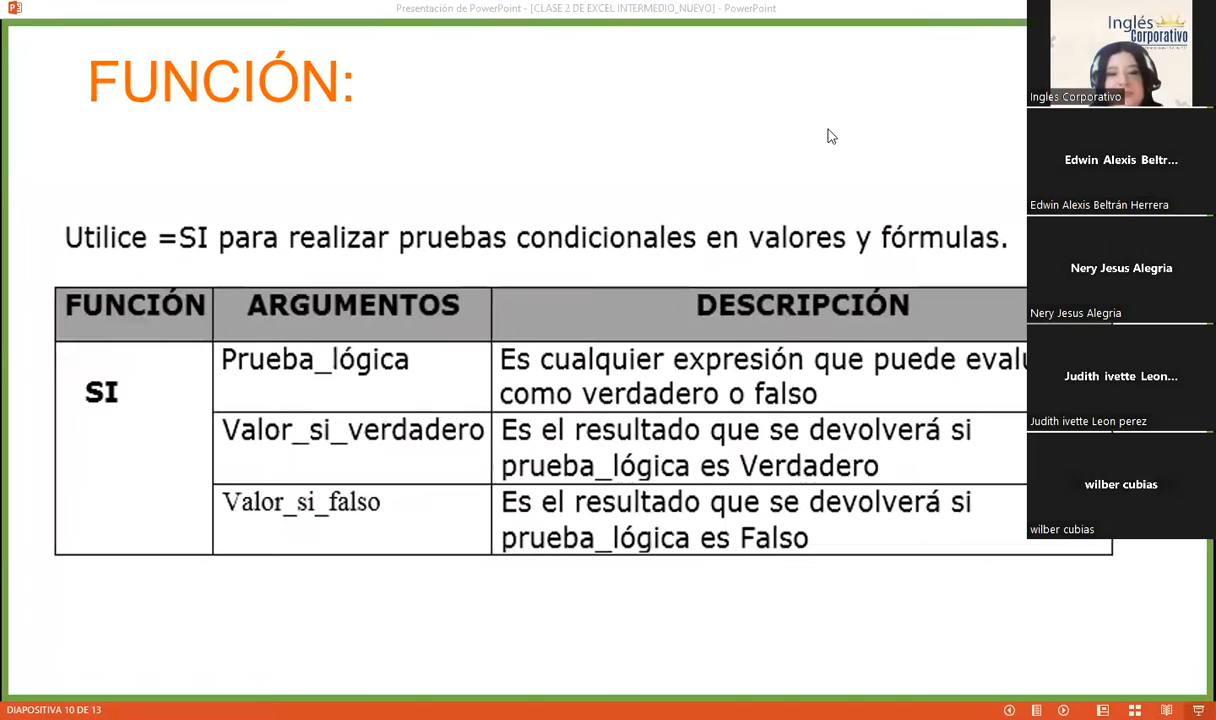 Presentación de PowerPoint - [CLASE 2 DE EXCEL INTERMEDIO_NUEVO] - PowerPoint
FUNCIÓN:
Utilice =SI para realizar pruebas condicionales en valores y fórmulas.
FUNCIÓN ARGUMENTOS DESCRIPCIÓN
SI
Prueba_lógica
Es cualquier expresión que puede evalu
como verdadero o falso
Valor_si_verdadero
Es el resultado que se devolverá si
prueba_lógica es Verdadero
Valor_si_falso
Es el resultado que se devolverá si
prueba_lógica es Falso
Inglés
Corporativo
Ingles Corporativo
Edwin Alexis Beltr...
Edwin Alexis Beltrán Herrera
Nery Jesus Alegria
Nery Jesus Alegria
Judith ivette Leon...
Judith ivette Leon perez
wilber cubias
wilber cubias
DIAPOSITIVA 10 DE 13